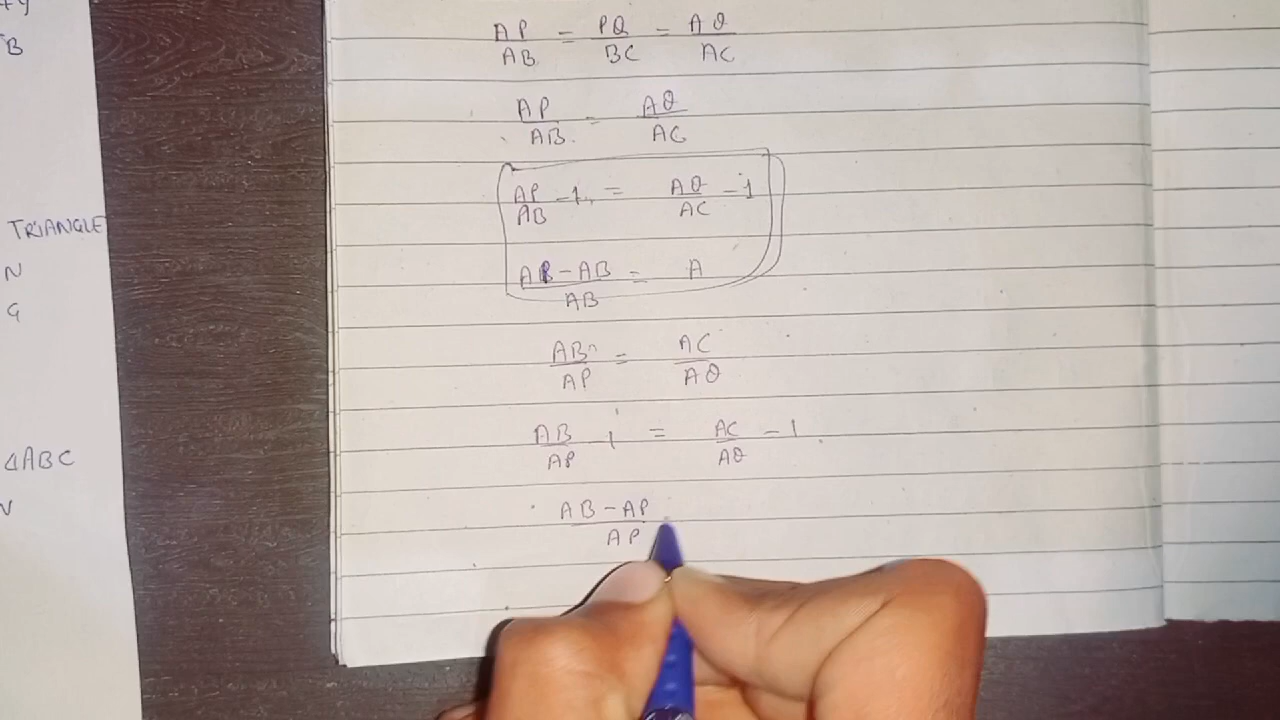 B
TRIANGLE
N
G
△ABC
AP/AB = PQ/BC = AQ/AC
AP/AB = AQ/AC
AP/AB - 1 = AQ/AC - 1
AP - AB/AB = A
AB/AP = AC/AQ
AB/AP - 1 = AC/AQ - 1
AB - AP/AP